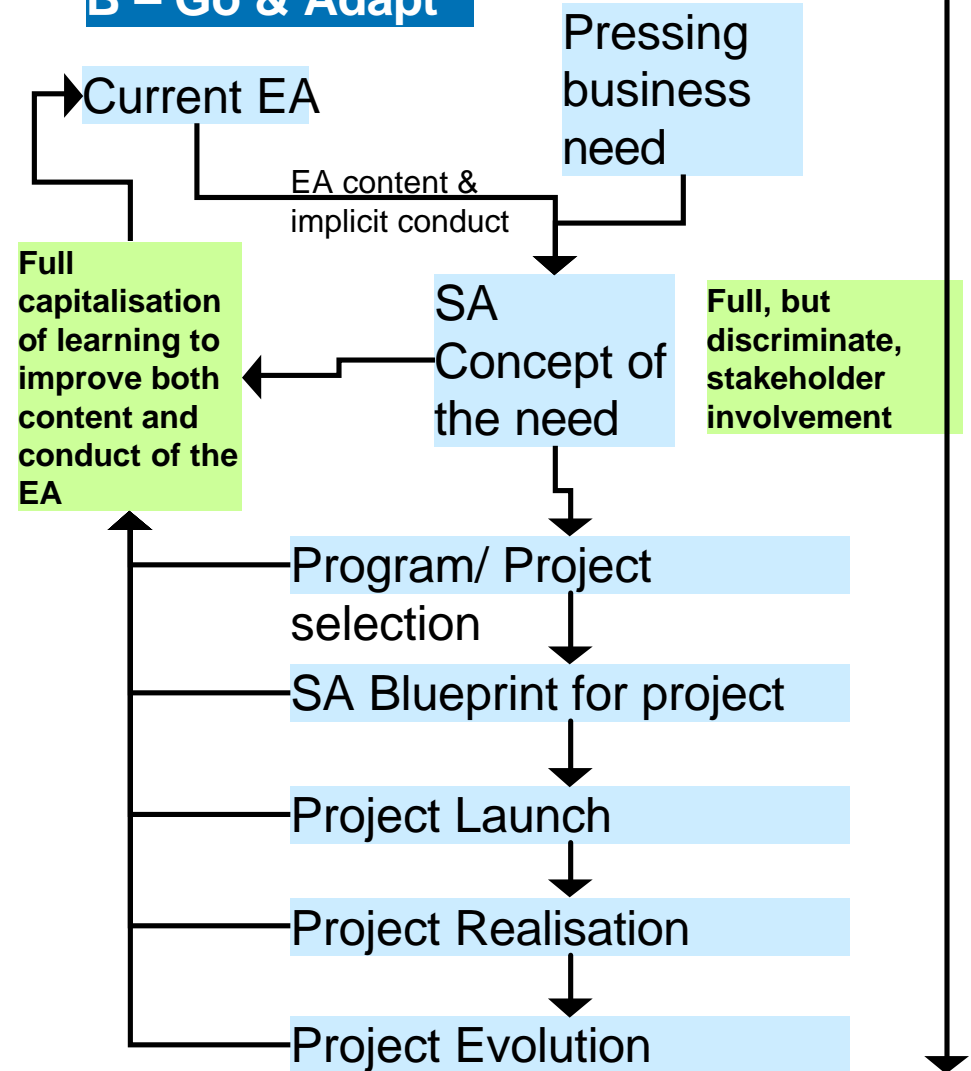 B – Go & Adapt
Pressing
business
need
Current EA
EA content &
implicit conduct
Full
capitalisation
of learning to
improve both
content and
conduct of the
EA
SA
Concept of
the need
Full, but
discriminate,
stakeholder
involvement
Program/ Project
selection
SA Blueprint for project
Project Launch
Project Realisation
Project Evolution